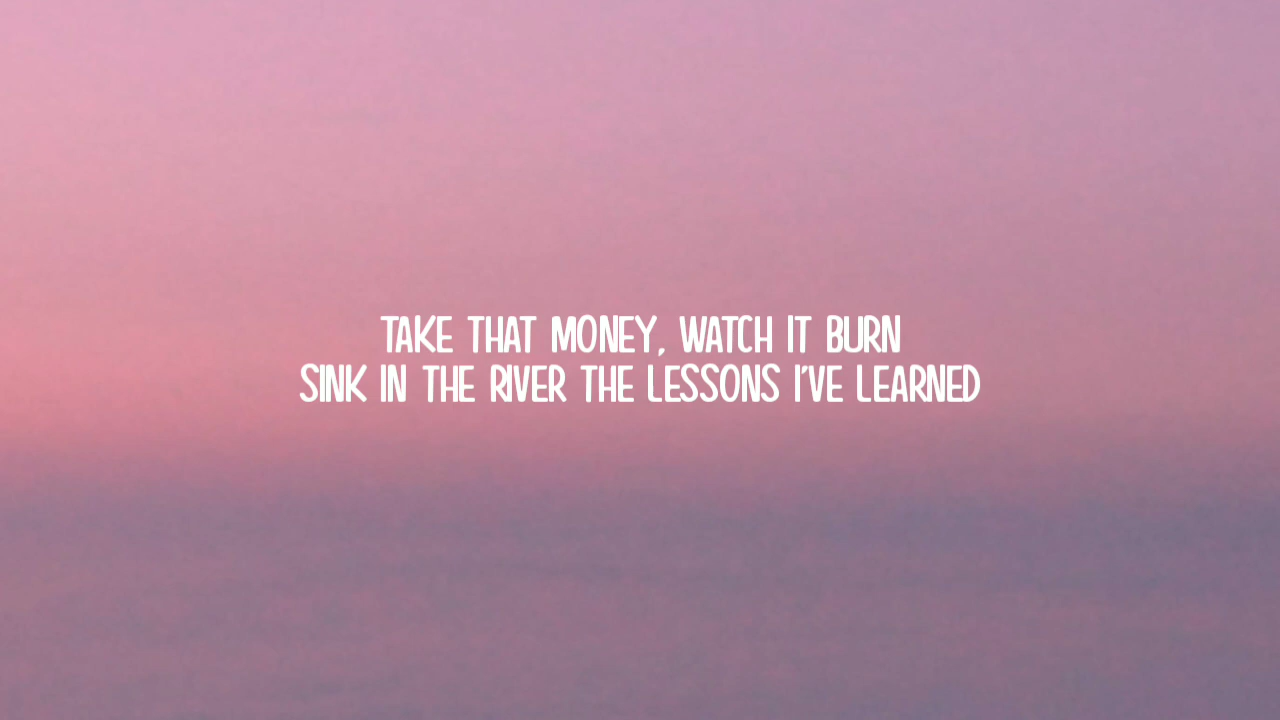 TAKE THAT MONEY, WATCH IT BURN
SINK IN THE RIVER THE LESSONS I'VE LEARNED